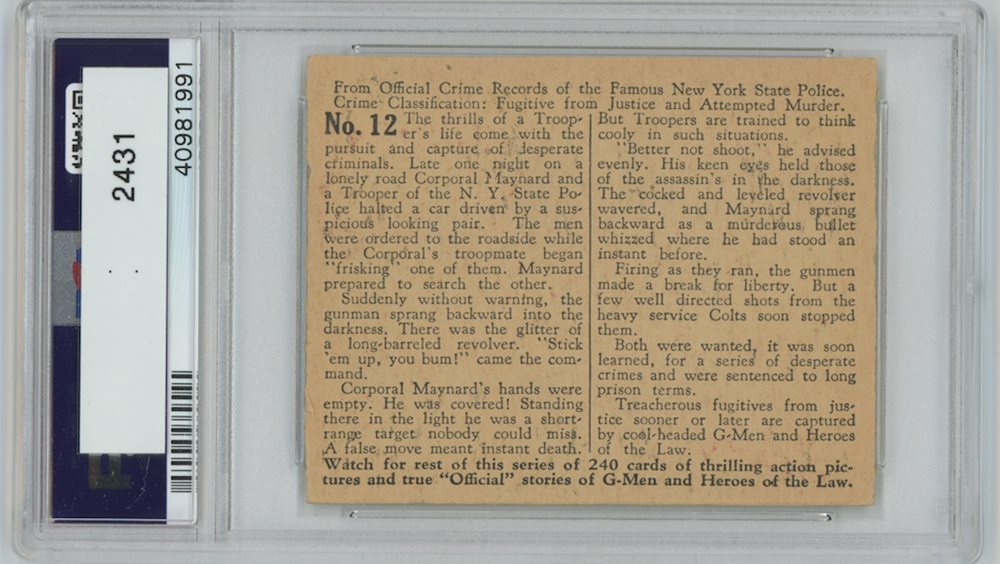 From Official Crime Records of the Famous New York State Police.
Crime Classification: Fugitive from Justice and Attempted Murder.
No. 12 The thrills of a Troop-
er's life come with the
pursuit and capture of desperate
criminals. Late one night on a
lonely road Corporal Maynard and
a Trooper of the N. Y. State Po-
lice halted a car driven by a sus-
picious looking pair. The men
were ordered to the roadside while
the Corporal's troopmate began
"frisking" one of them. Maynard
prepared to search the other.
Suddenly without warning, the
gunman sprang backward into the
darkness. There was the glitter of
a long-barreled revolver. "Stick
'em up, you bum!" came the com-
mand.
Corporal Maynard's hands were
empty. He was covered! Standing
there in the light he was a short-
range target nobody could miss.
A false move meant instant death.
But Troopers are trained to think
cooly in such situations.
"Better not shoot," he advised
evenly. His keen eyes held those
of the assassin's in the darkness.
The cocked and leveled revolver
wavered, and Maynard sprang
backward as a murderous bullet
whizzed where he had stood an
instant before.
Firing as they ran, the gunmen
made a break for liberty. But a
few well directed shots from the
heavy service Colts soon stopped
them.
Both were wanted, it was soon
learned, for a series of desperate
crimes and were sentenced to long
prison terms.
Treacherous fugitives from jus-
tice sooner or later are captured
by cool-headed G-Men and Heroes
of the Law.
Watch for rest of this series of 240 cards of thrilling action pic-
tures and true "Official" stories of G-Men and Heroes of the Law.
2431
40981991